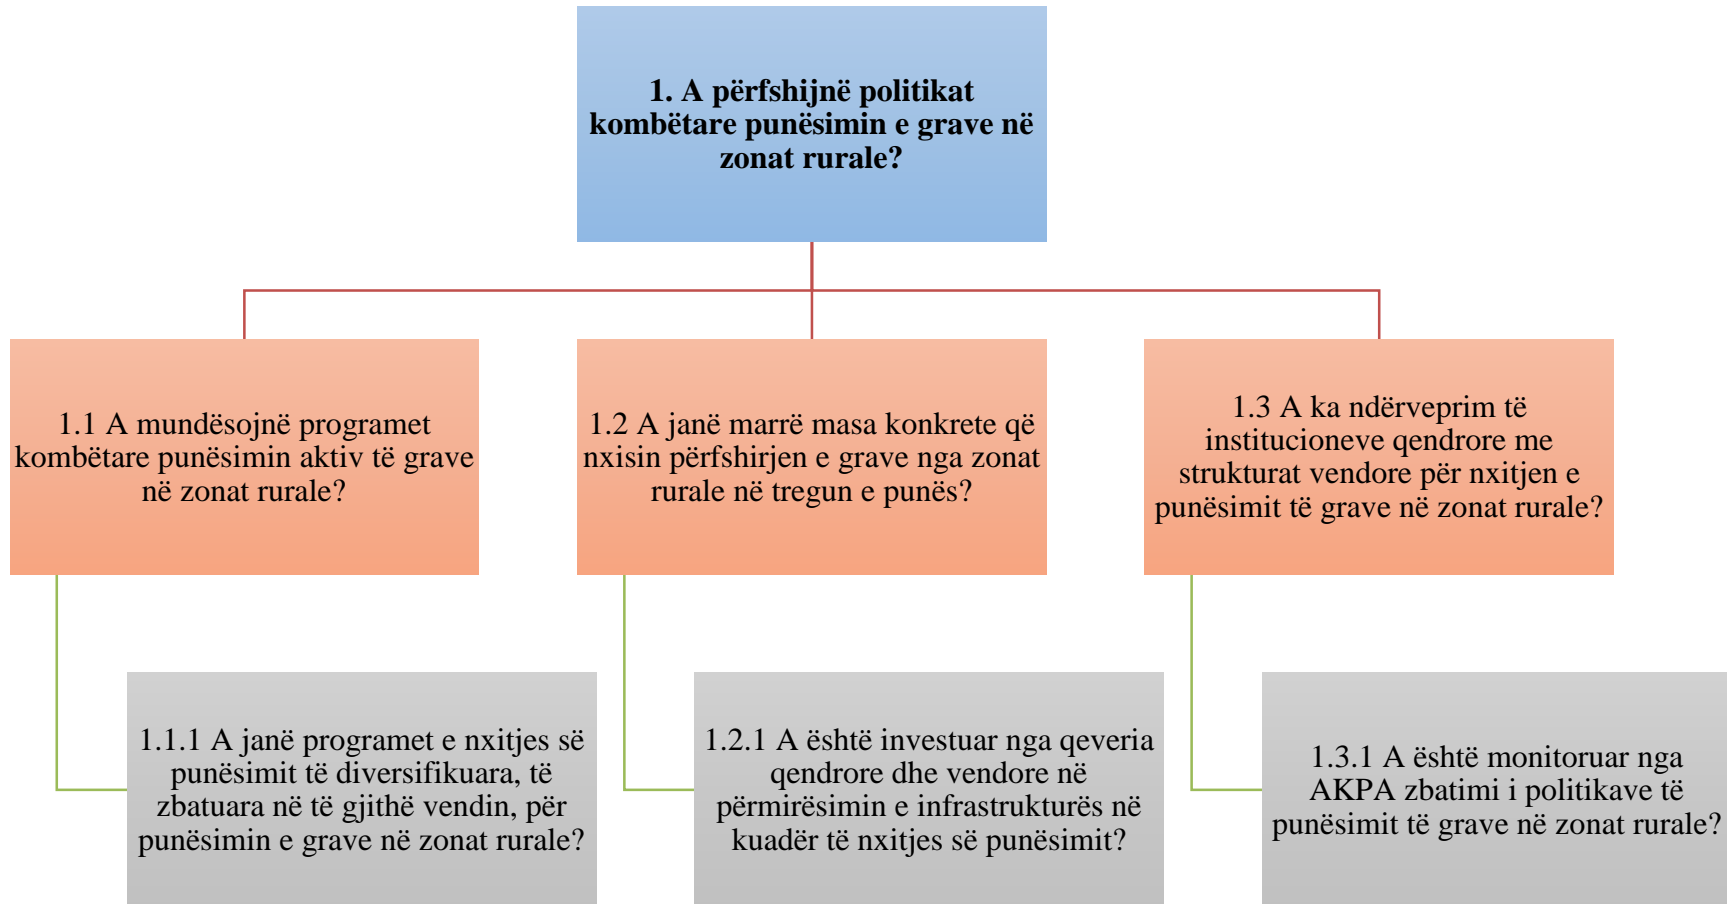 1. A përfshijnë politikat
kombëtare punësimin e grave në
zonat rurale?
1.1 A mundësojnë programet
kombëtare punësimin aktiv të grave
në zonat rurale?
1.2 A janë marrë masa konkrete që
nxisin përfshirjen e grave nga zonat
rurale në tregun e punës?
1.3 A ka ndërveprim të
institucioneve qendrore me
strukturat vendore për nxitjen e
punësimit të grave në zonat rurale?
1.1.1 A janë programet e nxitjes së
punësimit të diversifikuara, të
zbatuara në të gjithë vendin, për
punësimin e grave në zonat rurale?
1.2.1 A është investuar nga qeveria
qendrore dhe vendore në
përmirësimin e infrastrukturës në
kuadër të nxitjes së punësimit?
1.3.1 A është monitoruar nga
AKPA zbatimi i politikave të
punësimit të grave në zonat rurale?